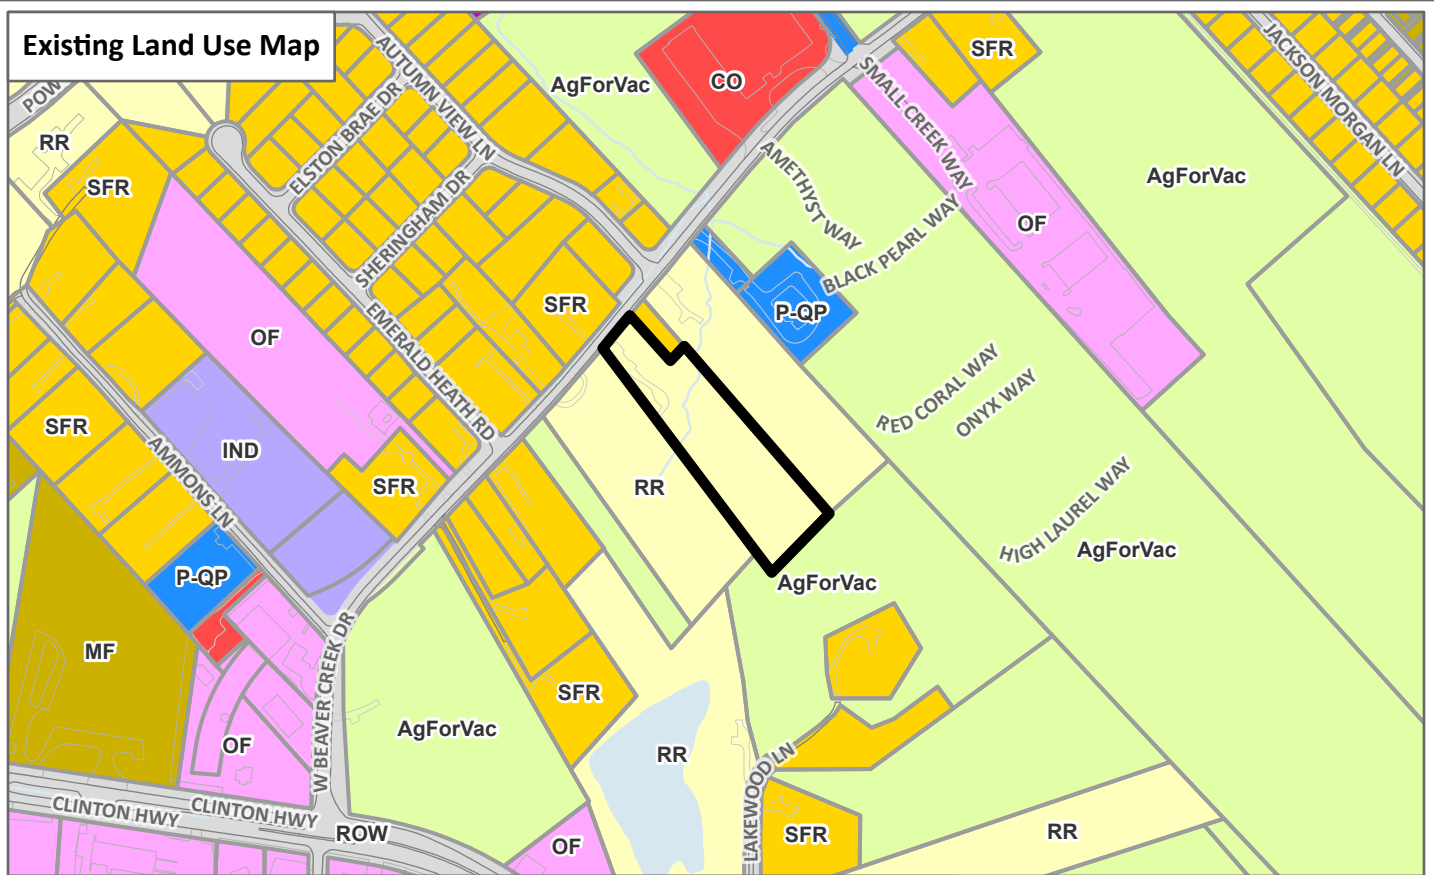 Existing Land Use Map
POW
RR
SFR
AUTUMN VIEW LN
ELSTON BRAE DR
SHERINGHAM DR
AgForVac
CO
SFR
SMALL CREEK WAY
JACKSON MORGAN LN
AMETHYST WAY
BLACK PEARL WAY
AgForVac
OF
OF
SFR
EMERALD HEATH RD
P-QP
RED CORAL WAY
ONYX WAY
SFR
AMMONS LN
IND
SFR
RR
HIGH LAUREL WAY
AgForVac
P-QP
AgForVac
MF
W BEAVER CREEK DR
OF
AgForVac
SFR
RR
LAKEWOOD LN
CLINTON HWY
CLINTON HWY
ROW
OF
SFR
RR